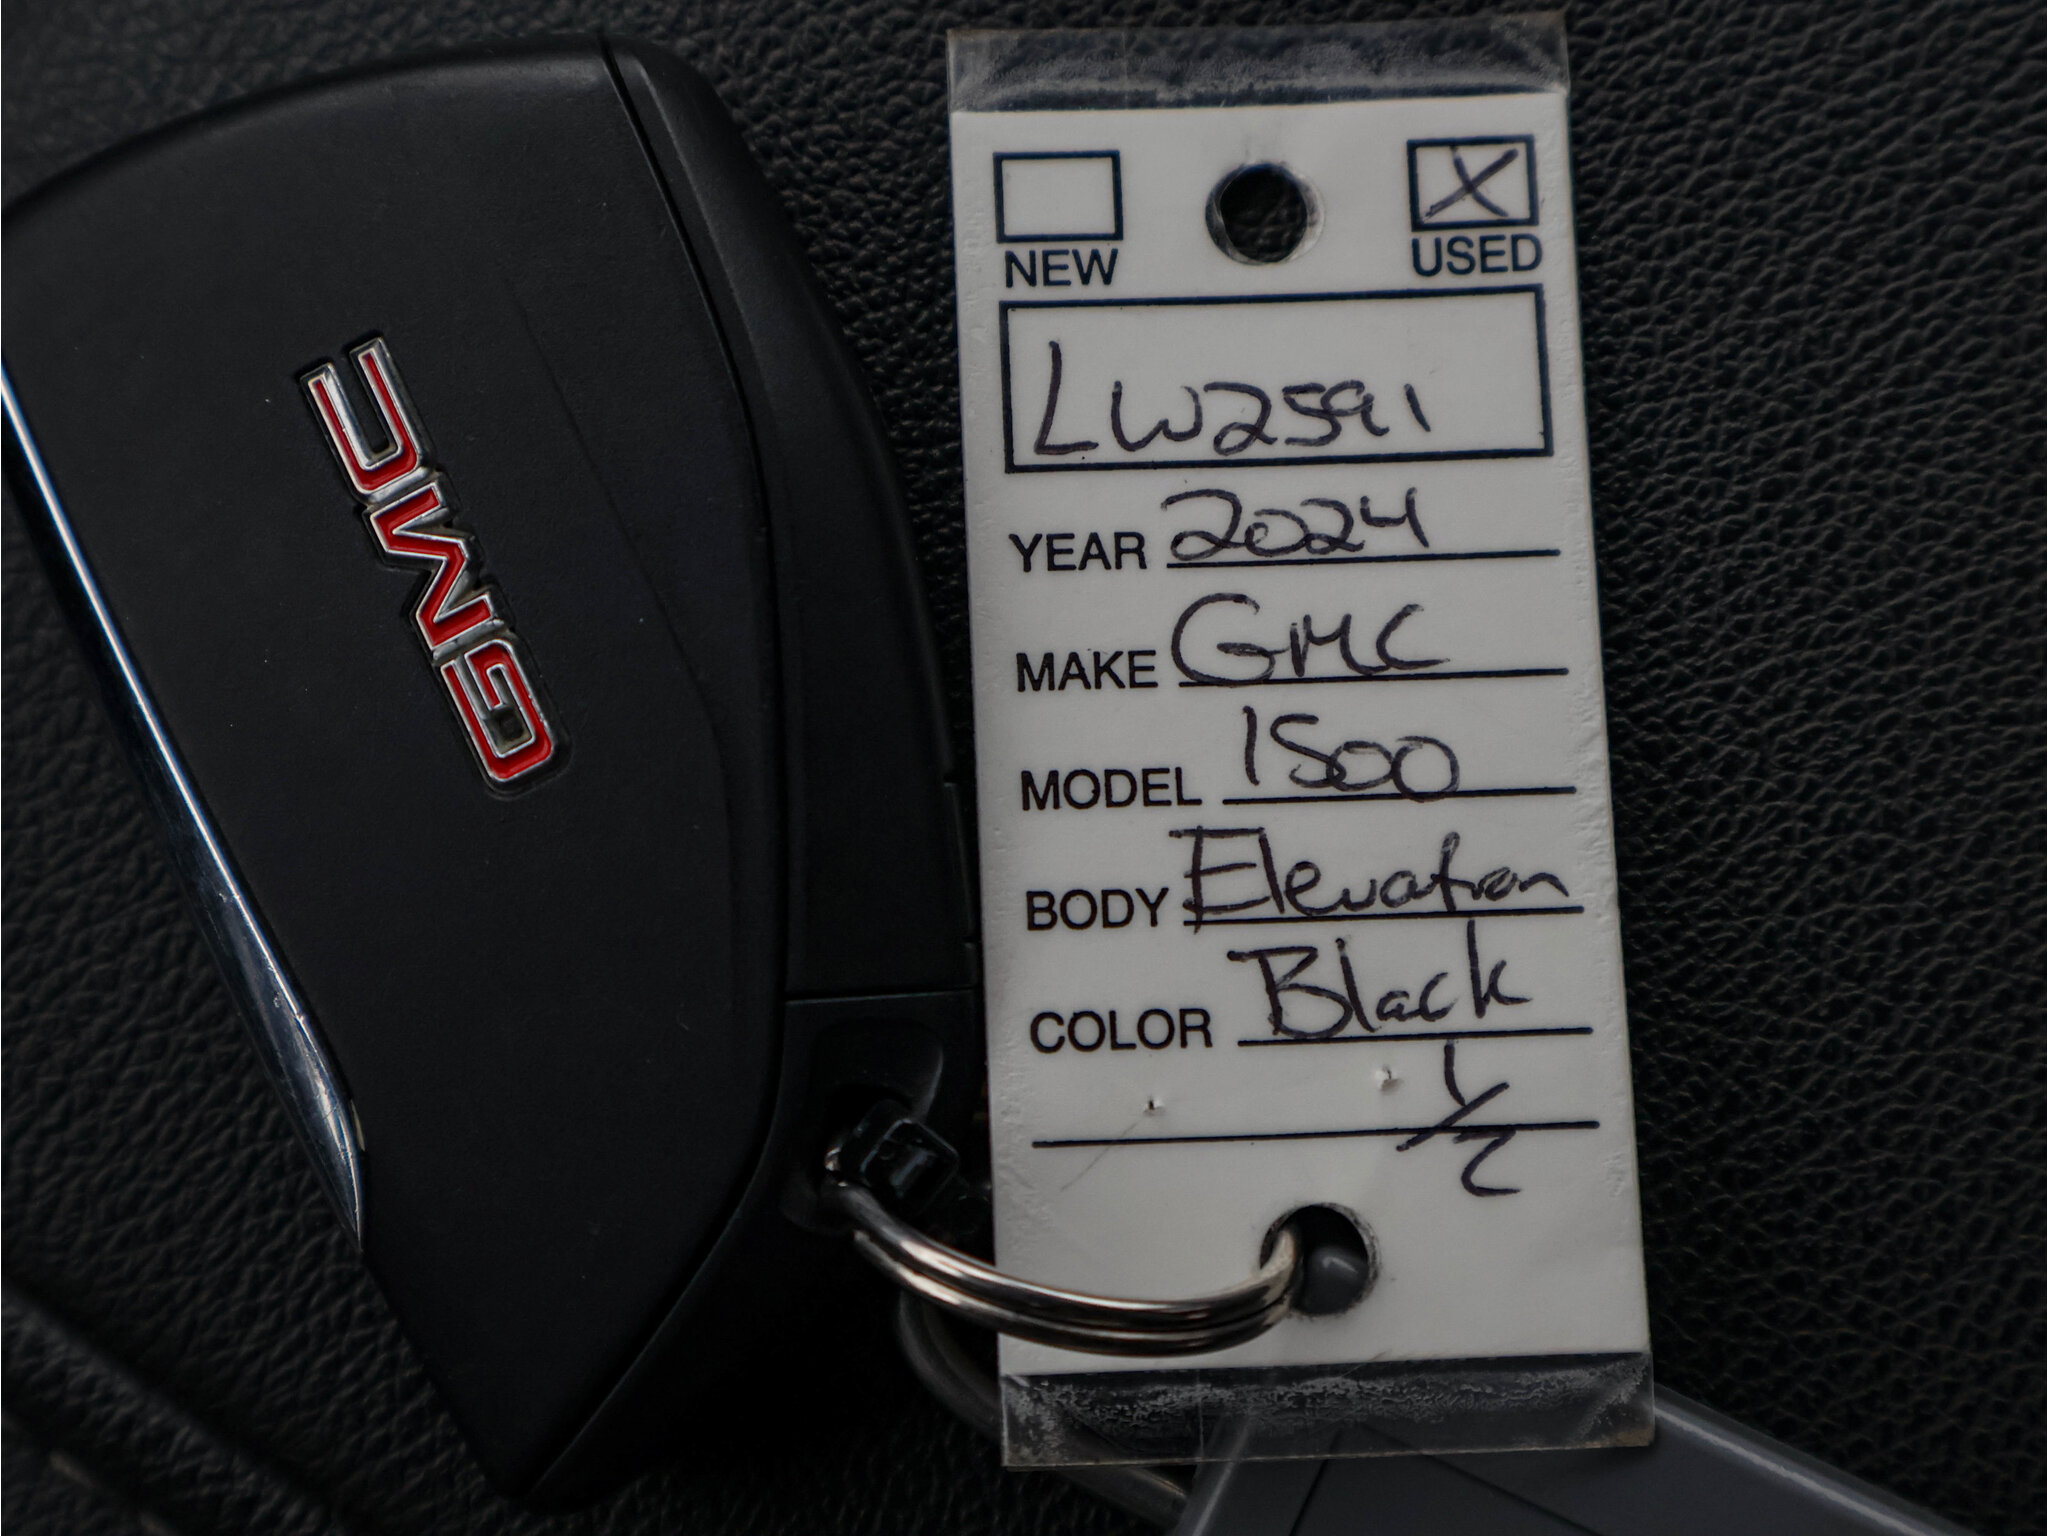 GMC
X
NEW USED
LW2591
YEAR 2024
MAKE GMC
MODEL 1500
BODY Elevation
COLOR Black
1/2